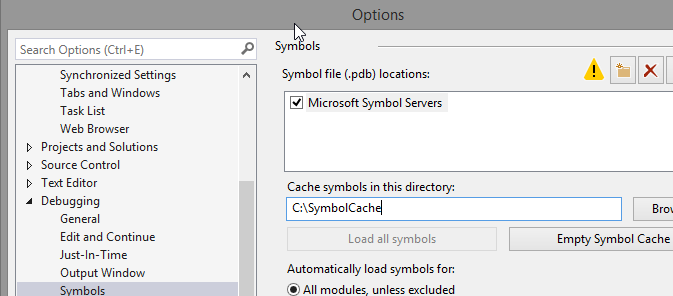 Options
Search Options (Ctrl+E)
Synchronized Settings
Tabs and Windows
Task List
Web Browser
Projects and Solutions
Source Control
Text Editor
Debugging
General
Edit and Continue
Just-In-Time
Output Window
Symbols
Symbols
Symbol file (.pdb) locations:
Microsoft Symbol Servers
Cache symbols in this directory:
C:\SymbolCache
Brow
Load all symbols
Empty Symbol Cache
Automatically load symbols for:
All modules, unless excluded